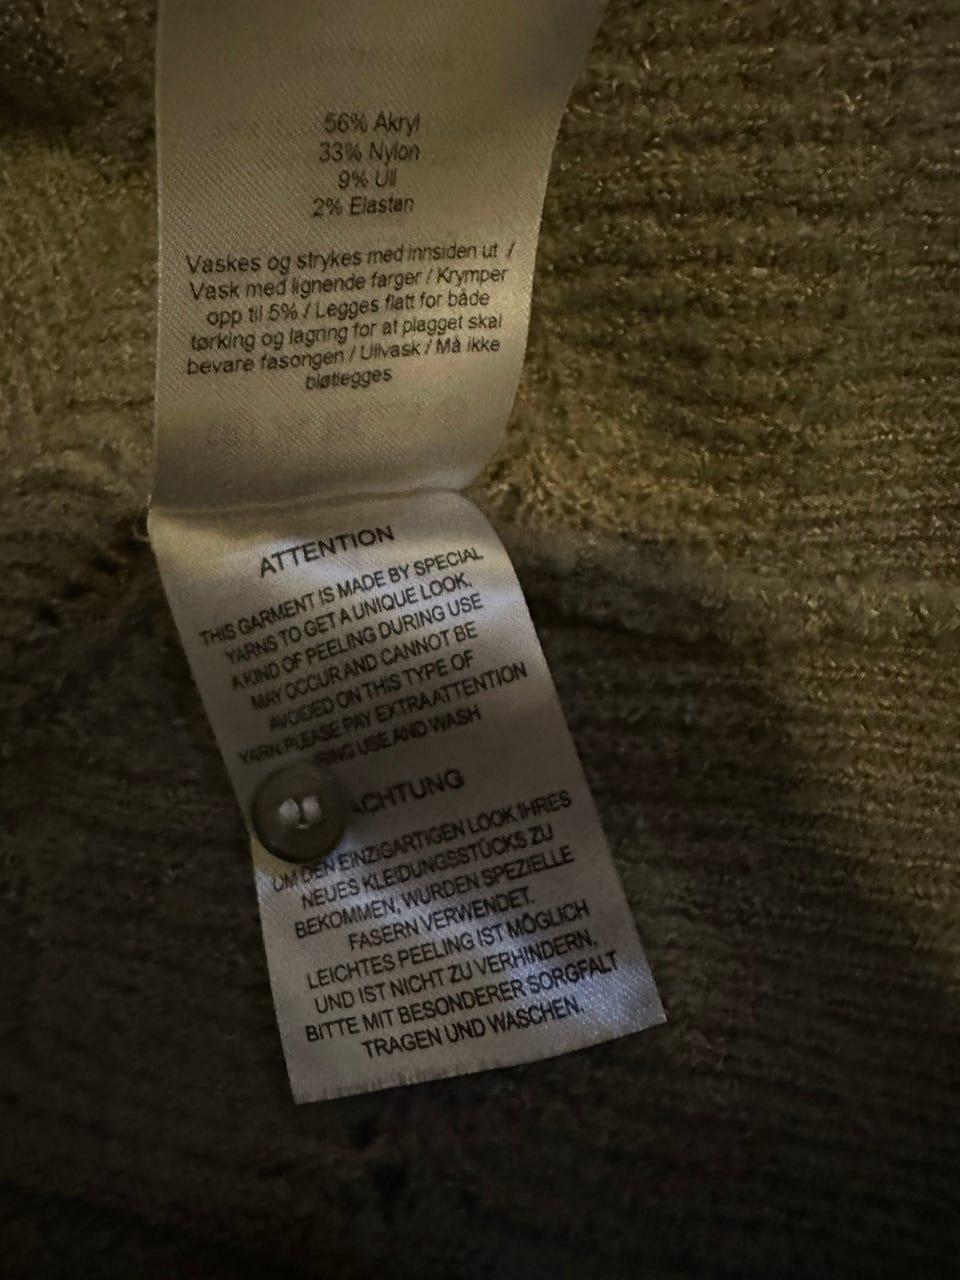 56% Akryl
33% Nylon
9% Ull
2% Elastan
Vaskes og strykes med innsiden ut /
Vask med lignende farger / Krymper
opp til 5% / Legges flatt for både
tørking og lagring for at plagget skal
bevare fasongen / Ullvask / Må ikke
bløtlegges
ATTENTION
THIS GARMENT IS MADE BY SPECIAL
YARNS TO GET A UNIQUE LOOK,
A KIND OF PEELING DURING USE
MAY OCCUR AND CANNOT BE
AVOIDED ON THIS TYPE OF
YARN. PLEASE PAY EXTRA ATTENTION
RING USE AND WASH
ACHTUNG
UM DEN EINZIGARTIGEN LOOK IHRES
NEUES KLEIDUNGSSTÜCKS ZU
BEKOMMEN, WURDEN SPEZIELLE
FASERN VERWENDET.
LEICHTES PEELING IST MÖGLICH
UND IST NICHT ZU VERHINDERN.
BITTE MIT BESONDERER SORGFALT
TRAGEN UND WASCHEN.